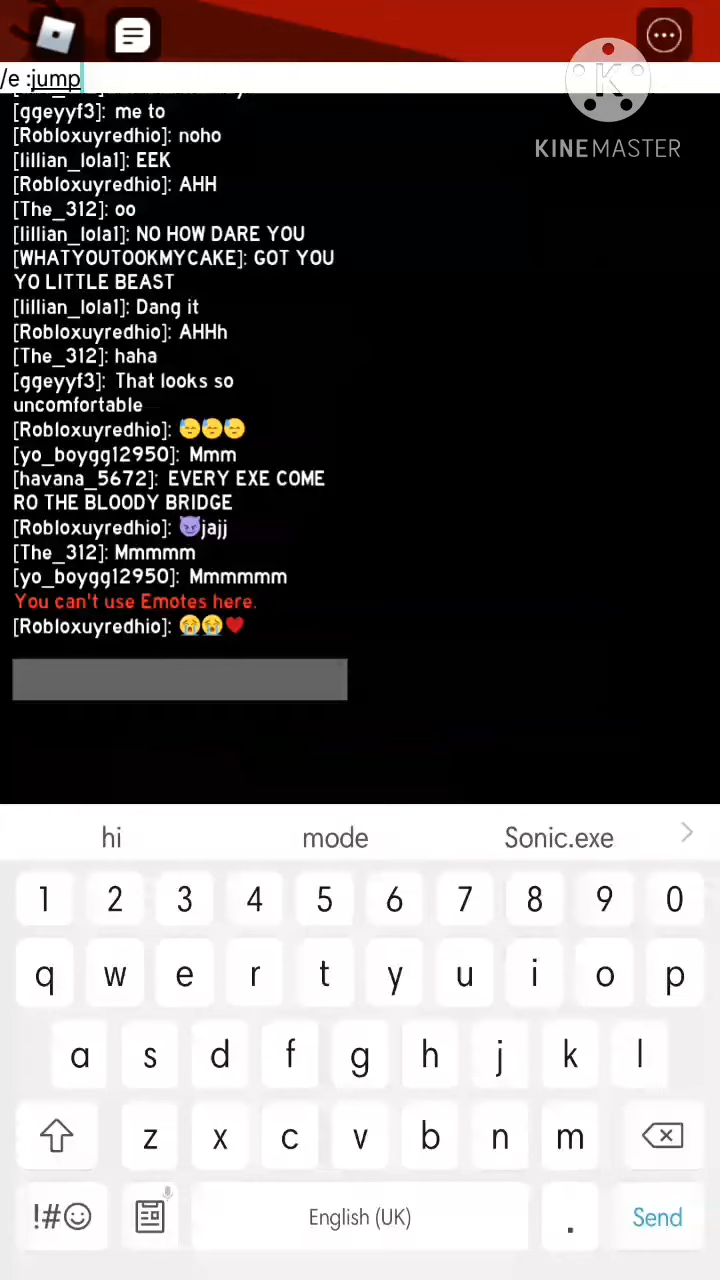 /e :jump
[ggeyyf3]: me to
[Robloxuyredhio]: noho
[lillian_lola1]: EEK
[Robloxuyredhio]: AHH
[The_312]: oo
[lillian_lola1]: NO HOW DARE YOU
[WHATYOUTOOKMYCAKE]: GOT YOU
YO LITTLE BEAST
[lillian_lola1]: Dang it
[Robloxuyredhio]: AHHh
[The_312]: haha
[ggeyyf3]: That looks so
uncomfortable
[Robloxuyredhio]: 😓😓😓
[yo_boygg12950]: Mmm
[havana_5672]: EVERY EXE COME
RO THE BLOODY BRIDGE
[Robloxuyredhio]: 😈jajj
[The_312]: Mmmmm
[yo_boygg12950]: Mmmmmm
You can't use Emotes here.
[Robloxuyredhio]: 😭😭♥
K
KINEMASTER
hi mode Sonic.exe
1 2 3 4 5 6 7 8 9 0
q w e r t y u i o p
a s d f g h j k l
z x c v b n m
!#☺ English (UK) . Send